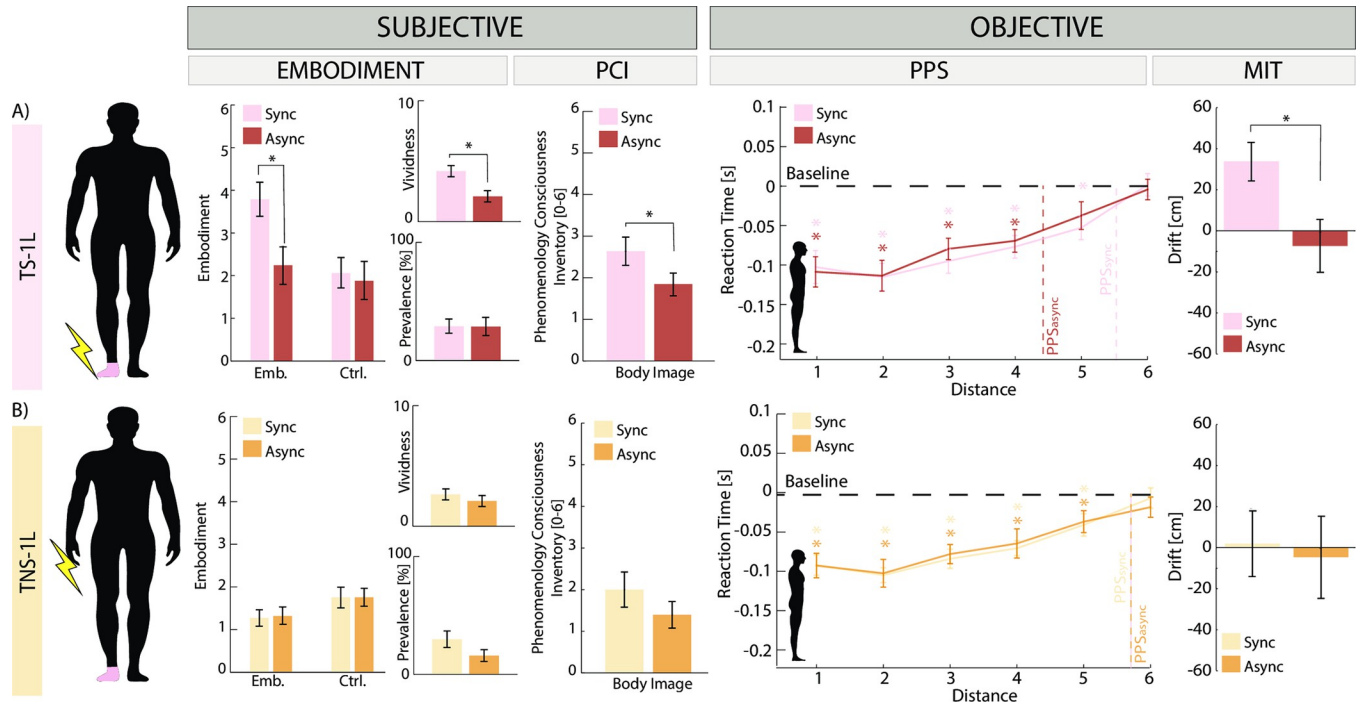 SUBJECTIVE
OBJECTIVE
EMBODIMENT
PCI
PPS
MIT
A)
TS-1L
Embodiment
6
5
4
3
2
1
0
Sync
Async
*
Emb.
Ctrl.
Vividness
10
0
*
Prevalence [%]
100
0
Phenomenology Consciousness
Inventory [0-6]
6
5
4
3
2
1
0
Sync
Async
*
Body Image
Reaction Time [s]
0.1
0.05
0
-0.05
-0.1
-0.15
-0.2
Sync
Async
Baseline
* * * * *
* * * *
PPSasync
PPSsync
1 2 3 4 5 6
Distance
Drift [cm]
60
40
20
0
-20
-40
-60
*
Sync
Async
B)
TNS-1L
Embodiment
6
5
4
3
2
1
0
Sync
Async
Emb.
Ctrl.
Vividness
10
0
Prevalence [%]
100
0
Phenomenology Consciousness
Inventory [0-6]
6
5
4
3
2
1
0
Sync
Async
Body Image
Reaction Time [s]
0.1
0.05
0
-0.05
-0.1
-0.15
-0.2
Sync
Async
Baseline
* * * * *
* * * * *
PPSsync
PPSasync
1 2 3 4 5 6
Distance
Drift [cm]
60
40
20
0
-20
-40
-60
Sync
Async